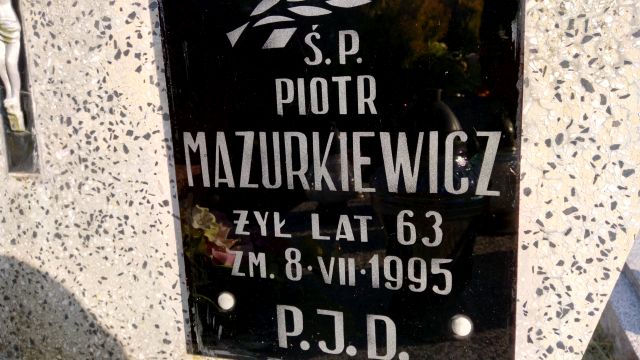 Ś.P.
PIOTR
MAZURKIEWICZ
ŻYŁ LAT 63
ZM. 8·VII·1995
P.J.D.